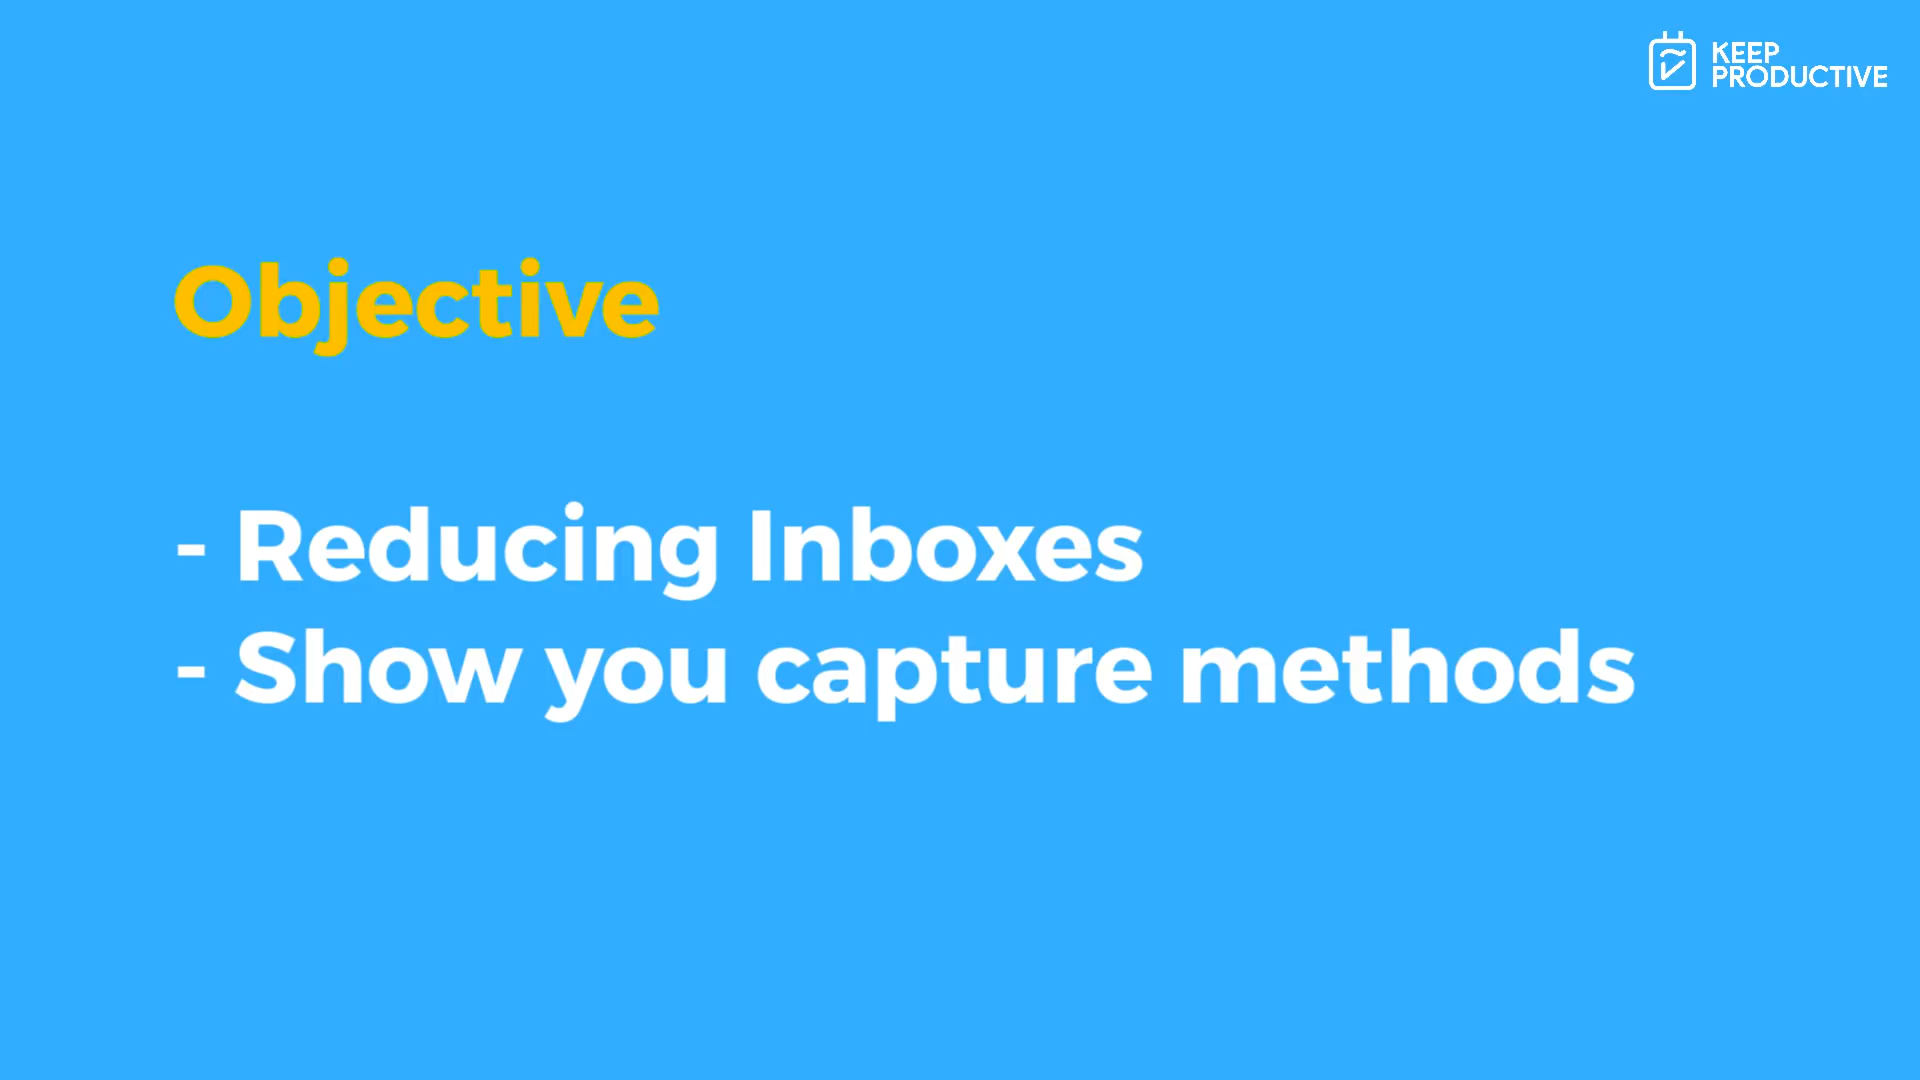 KEEP
PRODUCTIVE
Objective
- Reducing Inboxes
- Show you capture methods